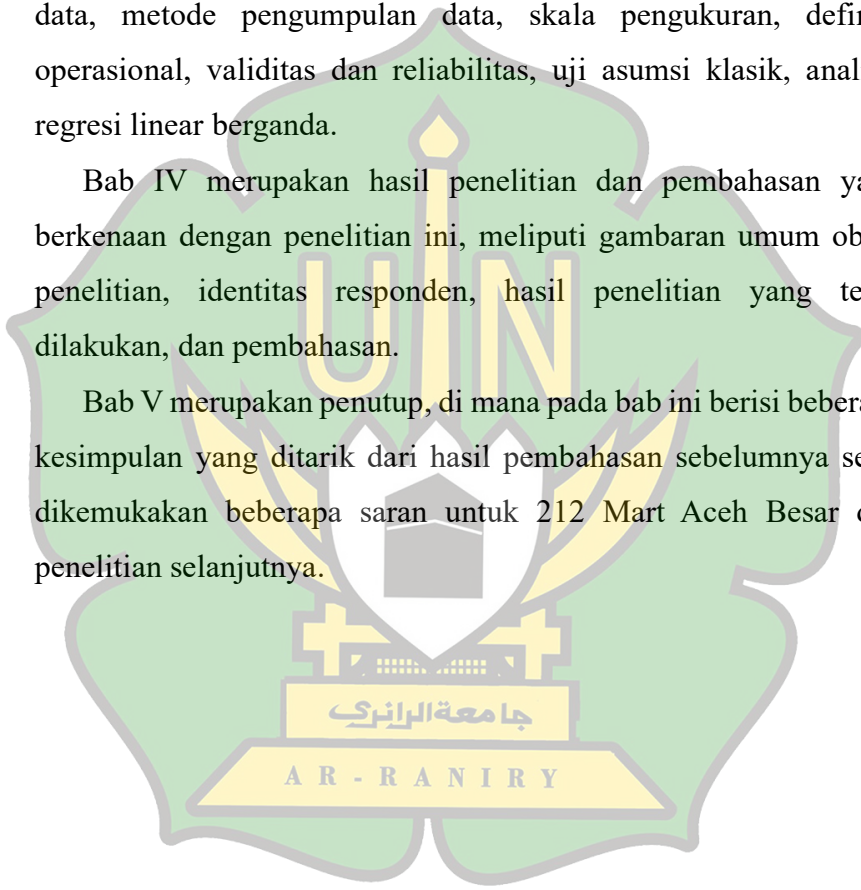 data, metode pengumpulan data, skala pengukuran, defin
operasional, validitas dan reliabilitas, uji asumsi klasik, anal
regresi linear berganda.
Bab IV merupakan hasil penelitian dan pembahasan ya
berkenaan dengan penelitian ini, meliputi gambaran umum ob
penelitian, identitas responden, hasil penelitian yang te
dilakukan, dan pembahasan.
Bab V merupakan penutup, di mana pada bab ini berisi bebera
kesimpulan yang ditarik dari hasil pembahasan sebelumnya se
dikemukakan beberapa saran untuk 212 Mart Aceh Besar d
penelitian selanjutnya.
UIN
جامعة الرانري
AR-RANIRY